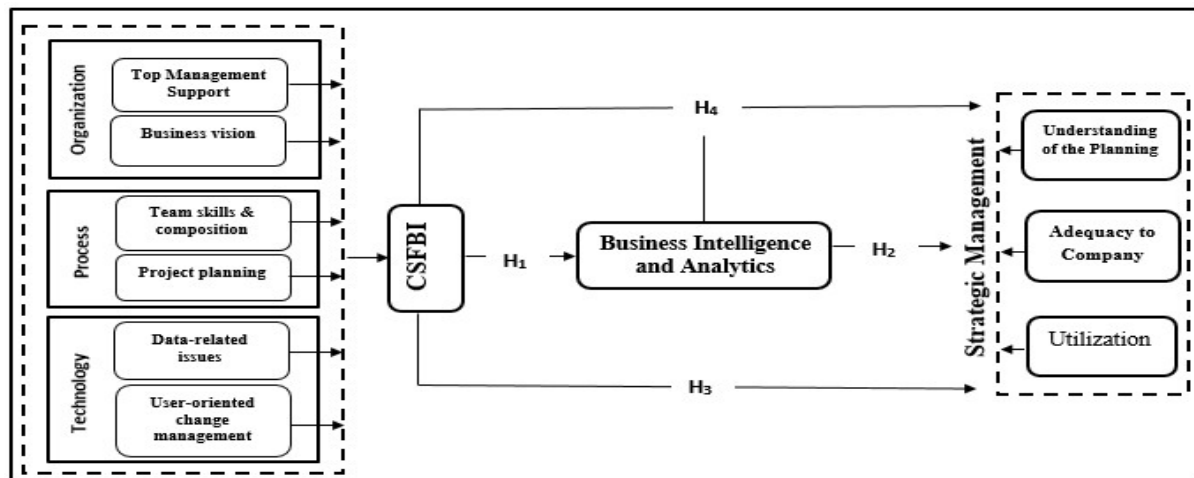 Organization
Top Management
Support
Business vision
Process
Team skills &
composition
Project planning
Technology
Data-related
issues
User-oriented
change
management
CSFBI
H₁
Business Intelligence
and Analytics
H₂
H₄
H₃
Strategic Management
Understanding
of the Planning
Adequacy to
Company
Utilization